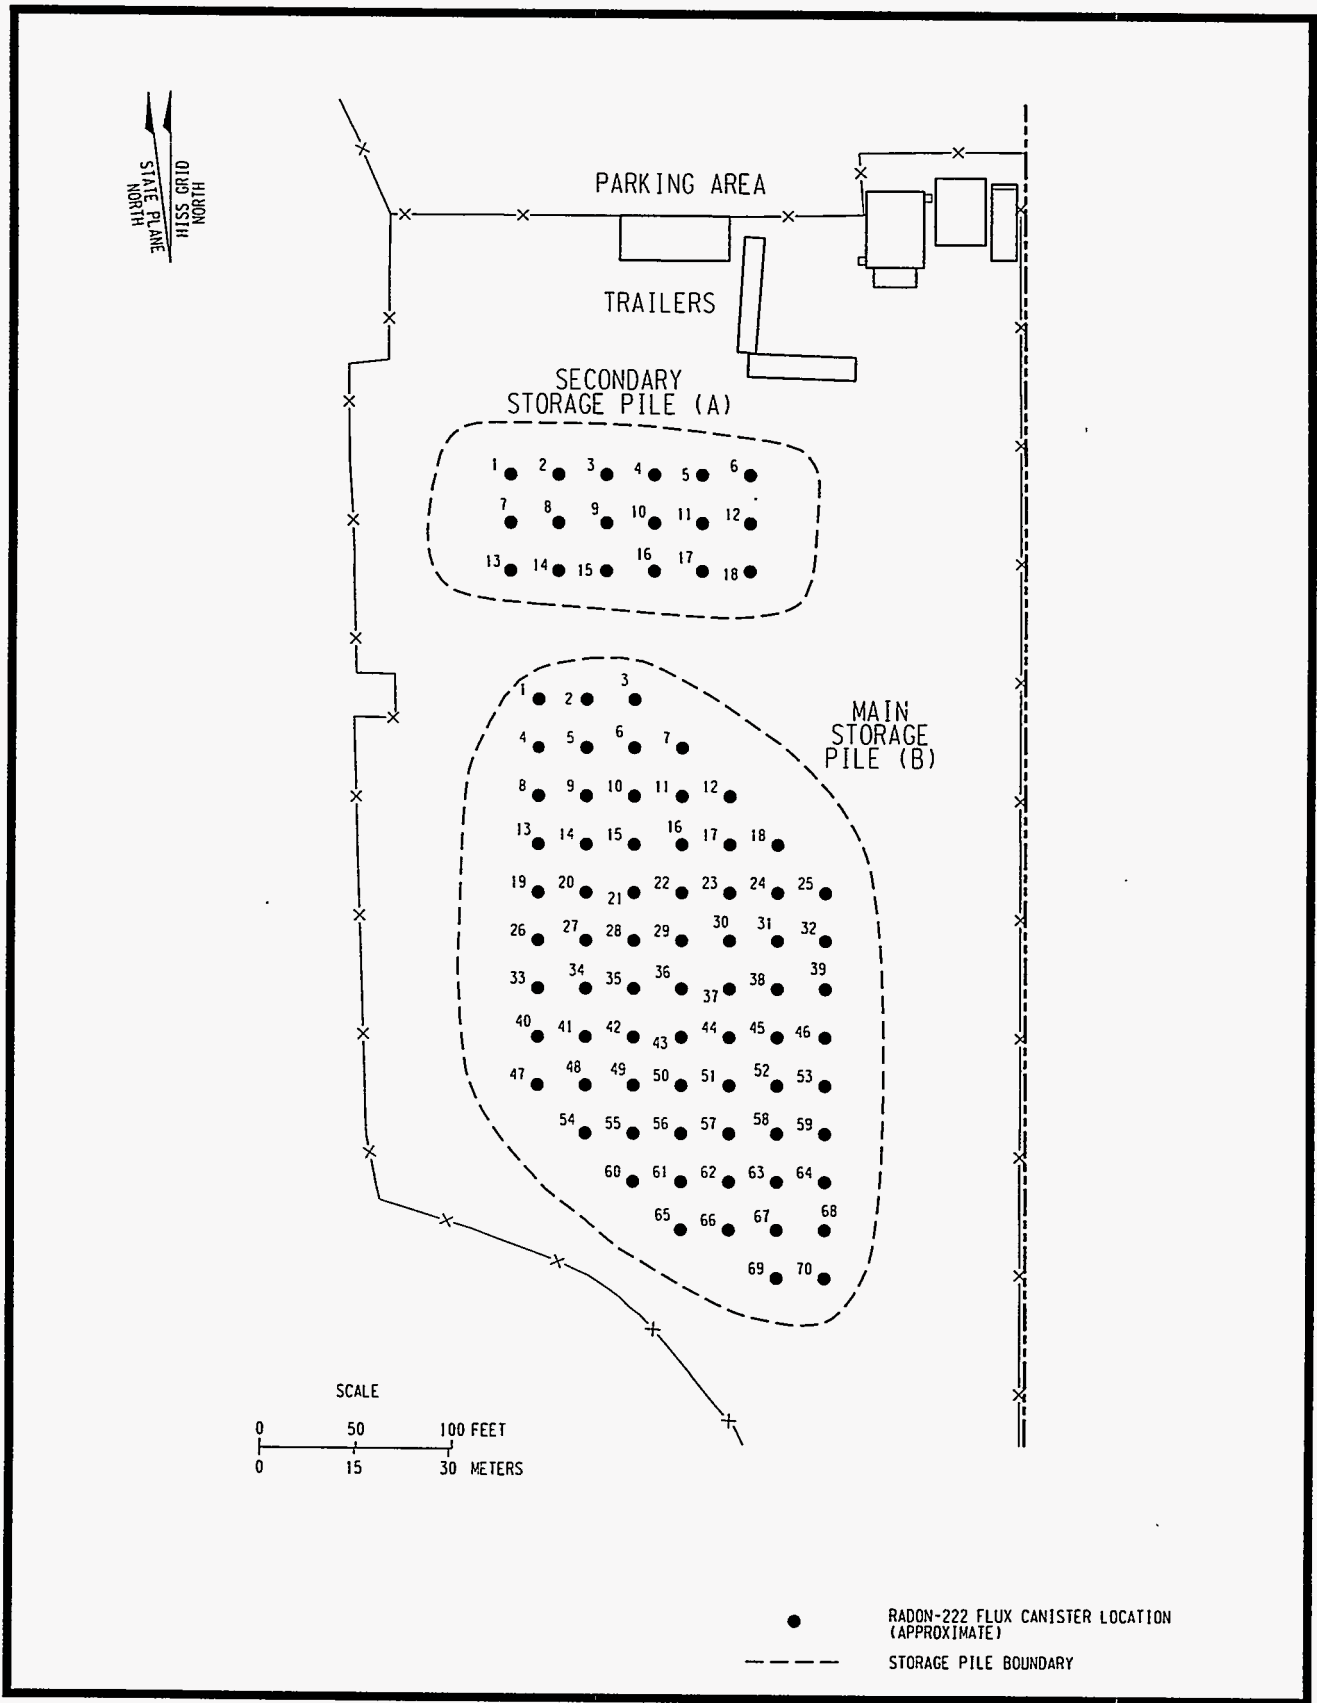 NORTH
HISS GRID
STATE PLANE
NORTH
PARKING AREA
TRAILERS
SECONDARY
STORAGE PILE (A)
1 2 3 4 5 6
7 8 9 10 11 12
13 14 15 16 17 18
MAIN
STORAGE
PILE (B)
1 2 3
4 5 6 7
8 9 10 11 12
13 14 15 16 17 18
19 20 21 22 23 24 25
26 27 28 29 30 31 32
33 34 35 36 37 38 39
40 41 42 43 44 45 46
47 48 49 50 51 52 53
54 55 56 57 58 59
60 61 62 63 64
65 66 67 68
69 70
SCALE
0 50 100 FEET
0 15 30 METERS
RADON-222 FLUX CANISTER LOCATION
(APPROXIMATE)
STORAGE PILE BOUNDARY